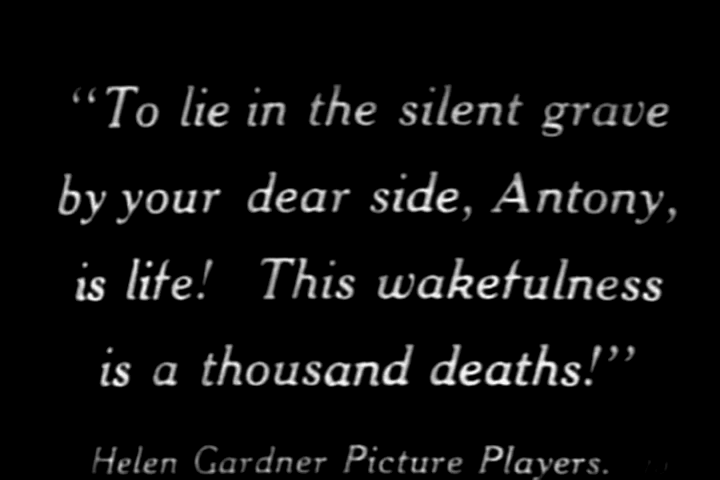 “To lie in the silent grave
by your dear side, Antony,
is life! This wakefulness
is a thousand deaths!”
Helen Gardner Picture Players.